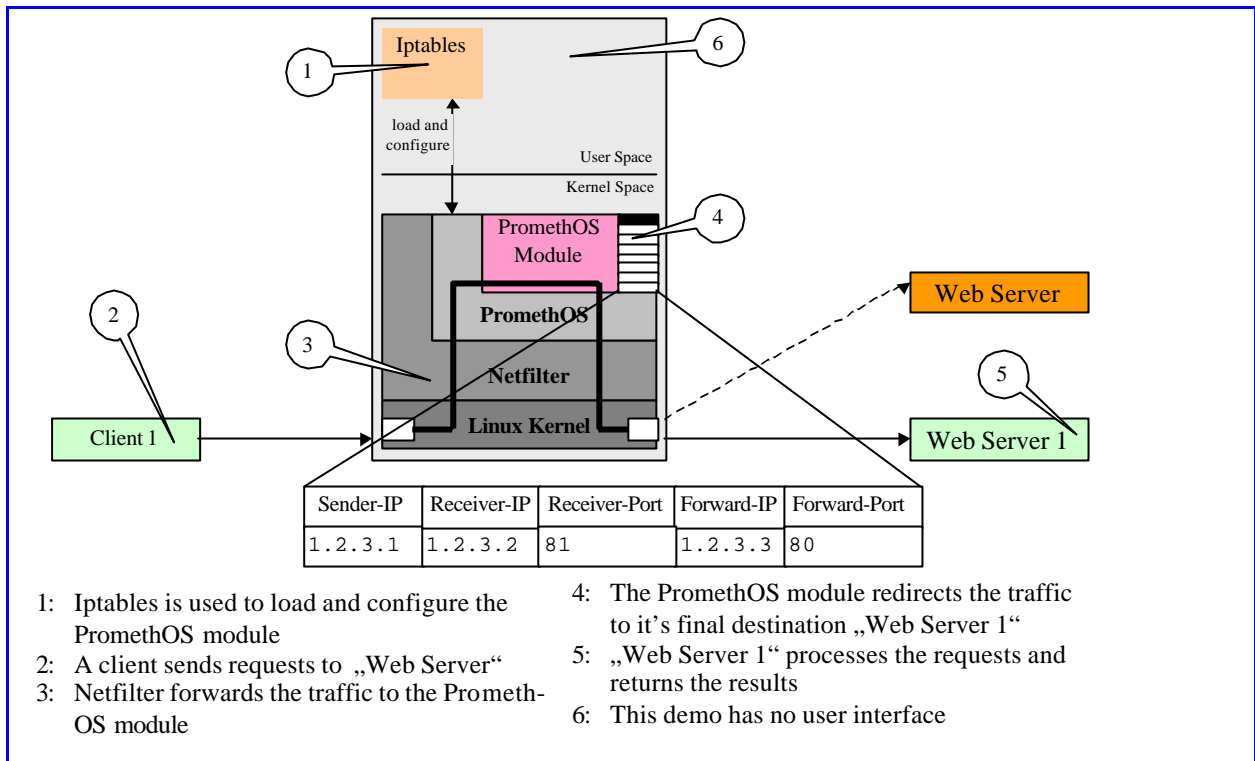 Iptables
6
1
load and
configure
User Space
Kernel Space
PromethOS
Module
4
Web Server
2
PromethOS
3
Netfilter
5
Client 1
Linux Kernel
Web Server 1
Sender-IP Receiver-IP Receiver-Port Forward-IP Forward-Port
1.2.3.1 1.2.3.2 81 1.2.3.3 80
1: Iptables is used to load and configure the
PromethOS module
2: A client sends requests to „Web Server“
3: Netfilter forwards the traffic to the Prometh-
OS module
4: The PromethOS module redirects the traffic
to it's final destination „Web Server 1“
5: „Web Server 1“ processes the requests and
returns the results
6: This demo has no user interface